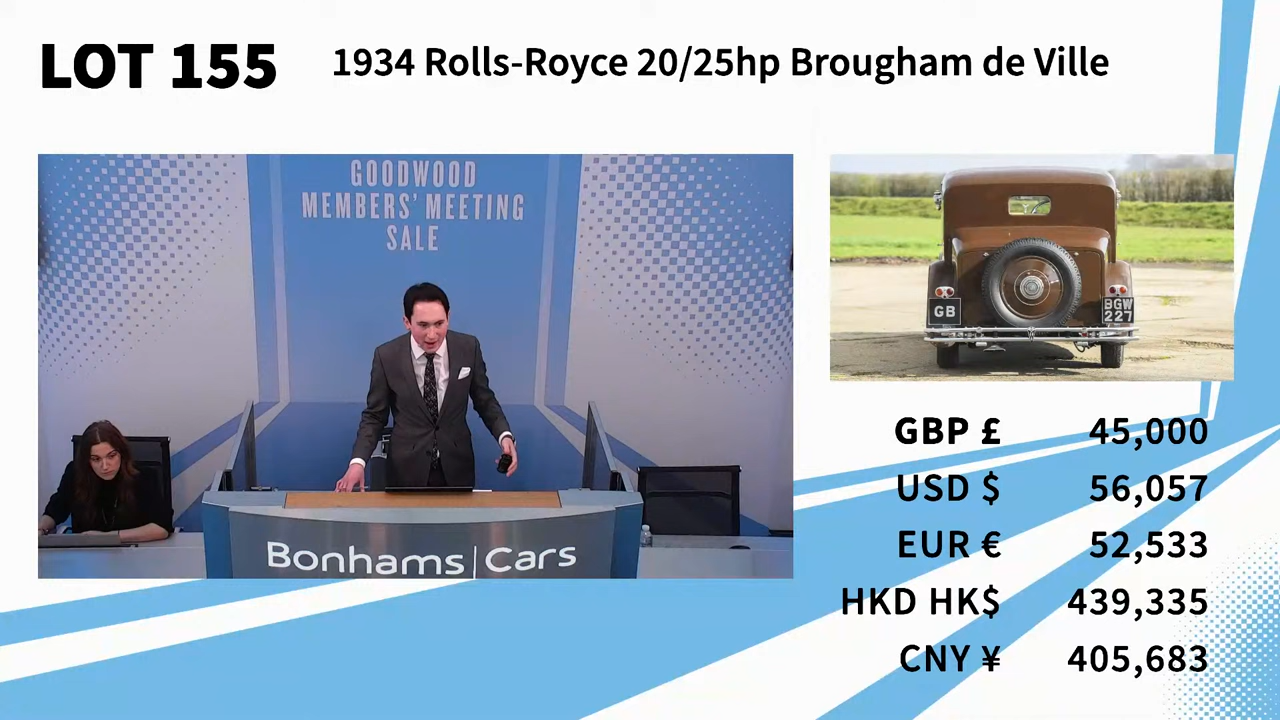 LOT 155
1934 Rolls-Royce 20/25hp Brougham de Ville
GOODWOOD
MEMBERS' MEETING
SALE
Bonhams|Cars
GB
BGW
227
GBP £ 45,000
USD $ 56,057
EUR € 52,533
HKD HK$ 439,335
CNY ¥ 405,683